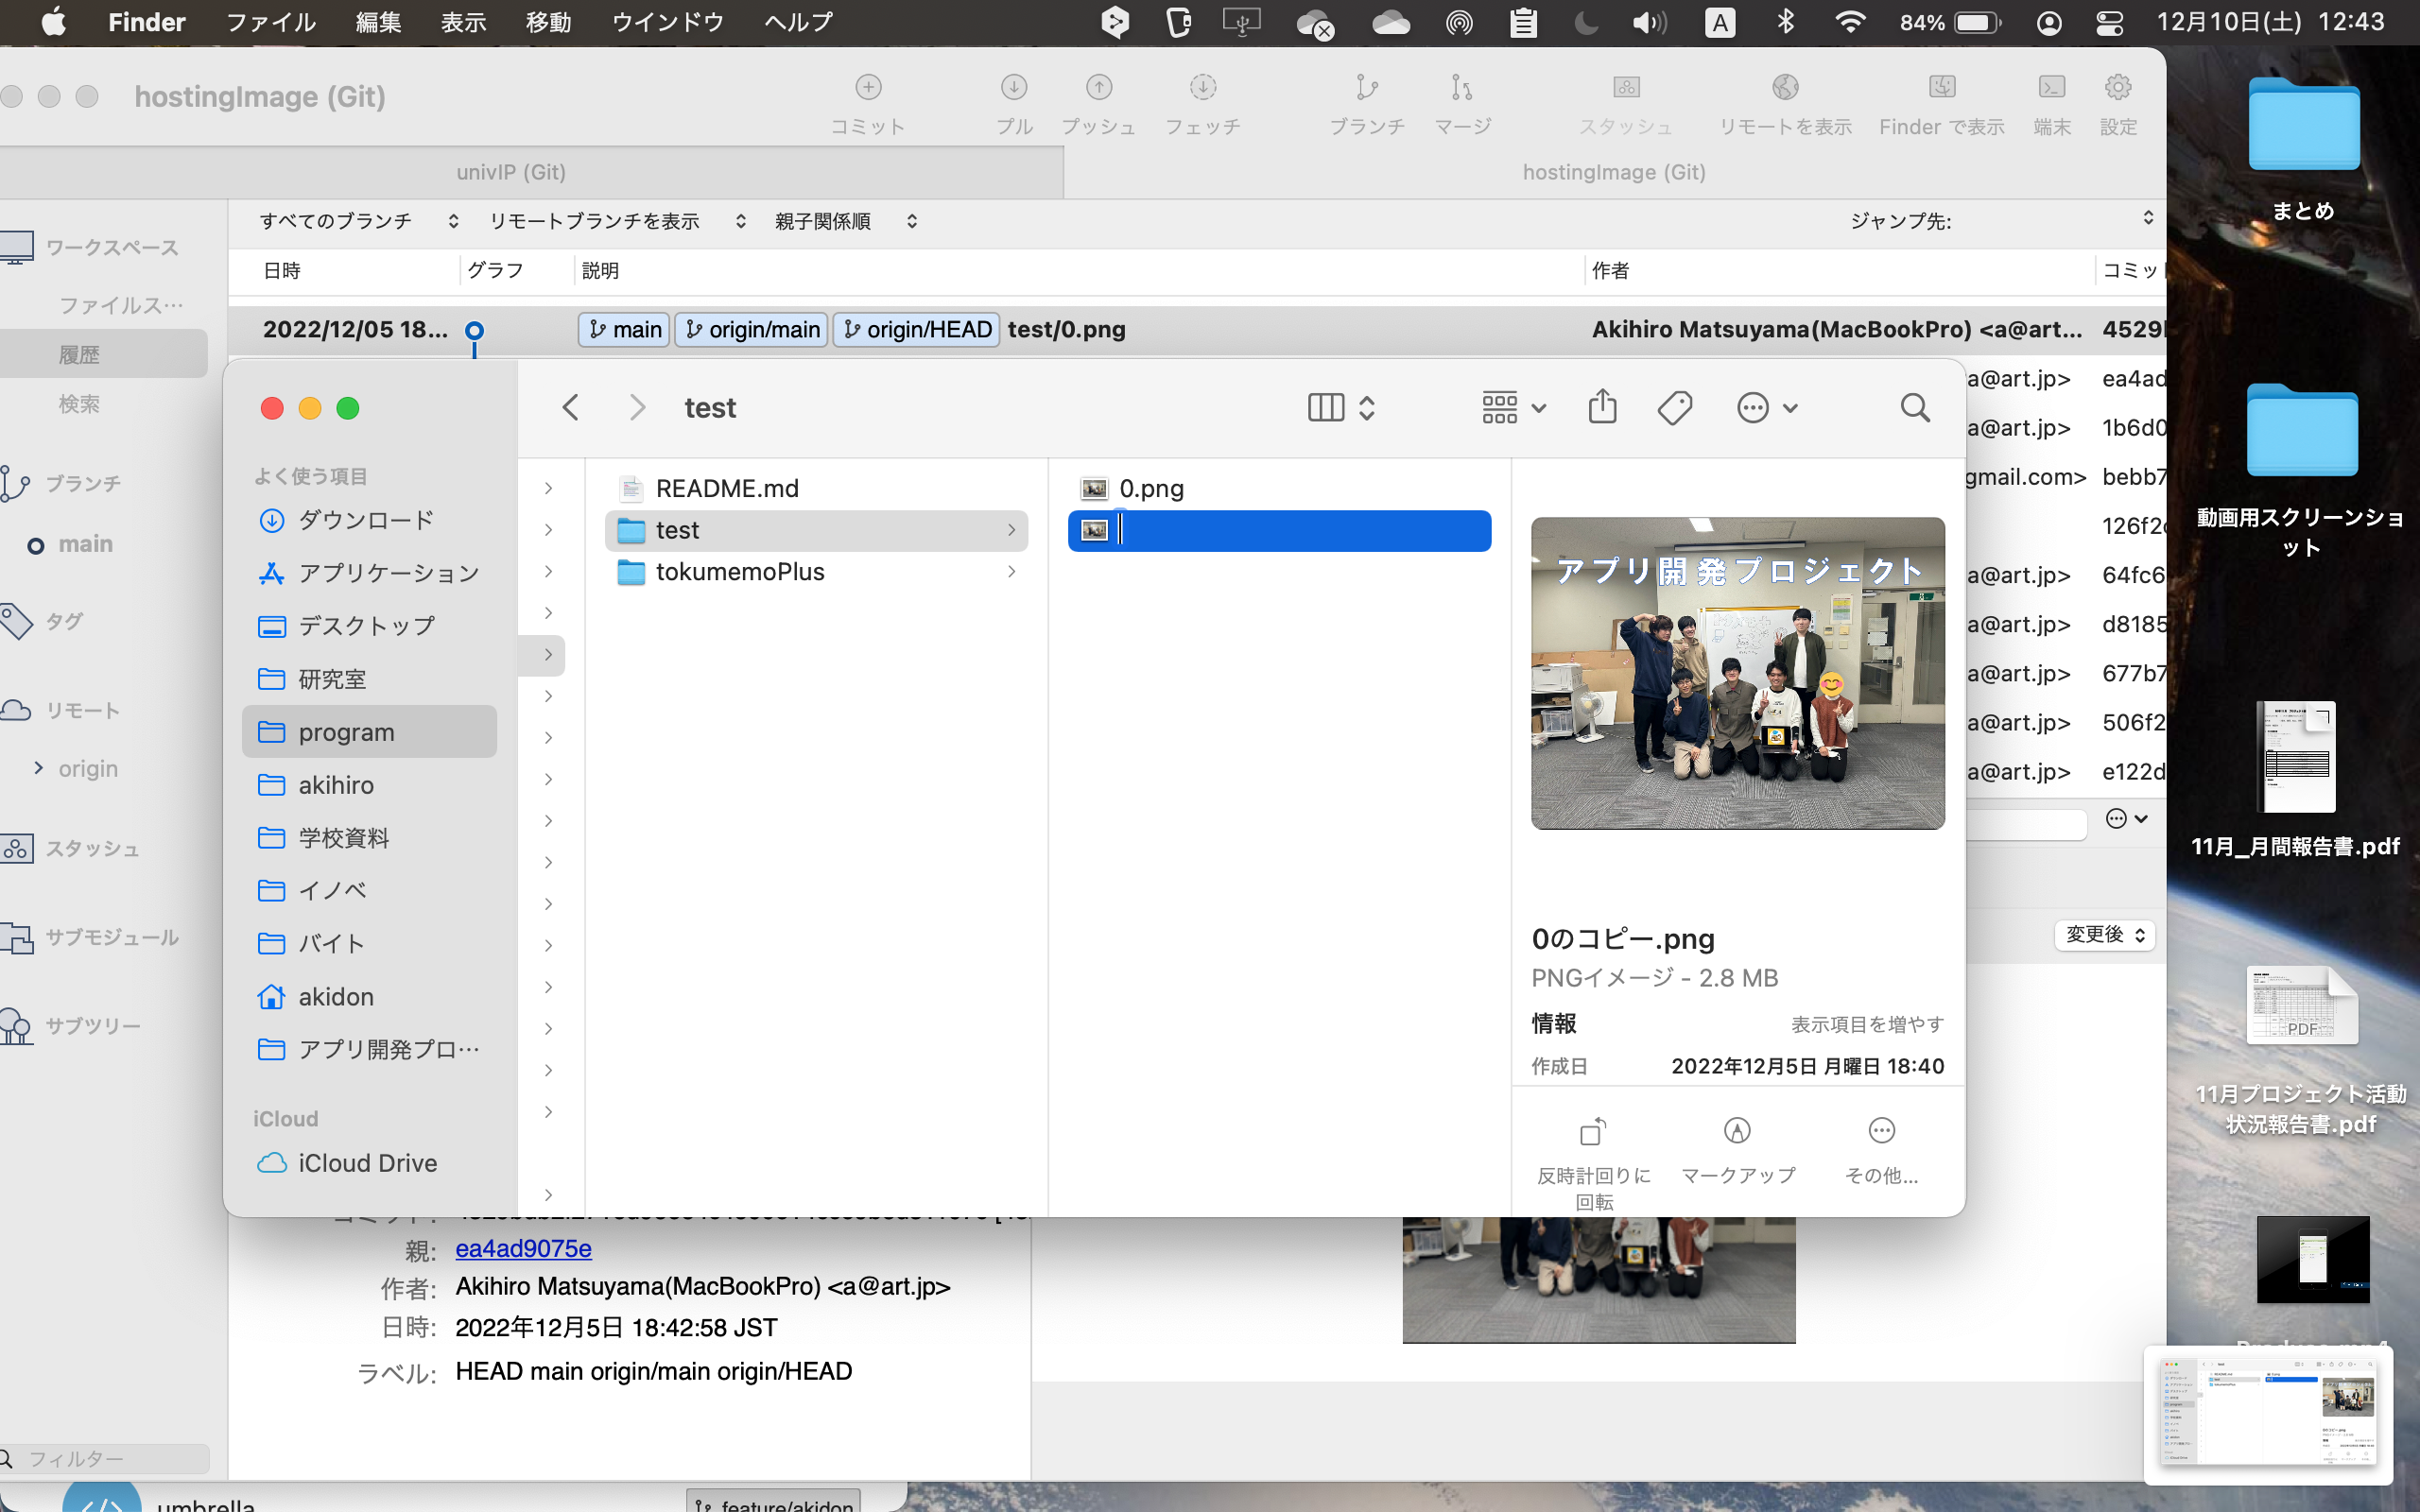 Finder ファイル 編集 表示 移動 ウインドウ ヘルプ A 84% 12月10日(土) 12:43
hostingImage (Git)
コミット プル プッシュ フェッチ ブランチ マージ スタッシュ リモートを表示 Finder で表示 端末 設定
univIP (Git) hostingImage (Git)
すべてのブランチ リモートブランチを表示 親子関係順 ジャンプ先:
日時 グラフ 説明 作者 コミッ
2022/12/05 18... main origin/main origin/HEAD test/0.png Akihiro Matsuyama(MacBookPro) <a@art... 4529
ワークスペース
ファイルス…
履歴
検索
ブランチ
main
タグ
リモート
origin
スタッシュ
サブモジュール
サブツリー
フィルター
test
よく使う項目
ダウンロード
アプリケーション
デスクトップ
研究室
program
akihiro
学校資料
イノベ
バイト
akidon
アプリ開発プロ…
iCloud
iCloud Drive
README.md
test
tokumemoPlus
0.png
アプリ開発プロジェクト
0のコピー.png
PNGイメージ - 2.8 MB
情報 表示項目を増やす
作成日 2022年12月5日 月曜日 18:40
反時計回りに
回転
マークアップ
その他...
a@art.jp> ea4ad
a@art.jp> 1b6d0
gmail.com> bebb7
126f2
a@art.jp> 64fc6
a@art.jp> d8185
a@art.jp> 677b7
a@art.jp> 506f2
a@art.jp> e122d
変更後
親: ea4ad9075e
作者: Akihiro Matsuyama(MacBookPro) <a@art.jp>
日時: 2022年12月5日 18:42:58 JST
ラベル: HEAD main origin/main origin/HEAD
umbrella
feature/akidon
まとめ
動画用スクリーンショ
ット
11月_月間報告書.pdf
PDF
11月プロジェクト活動
状況報告書.pdf